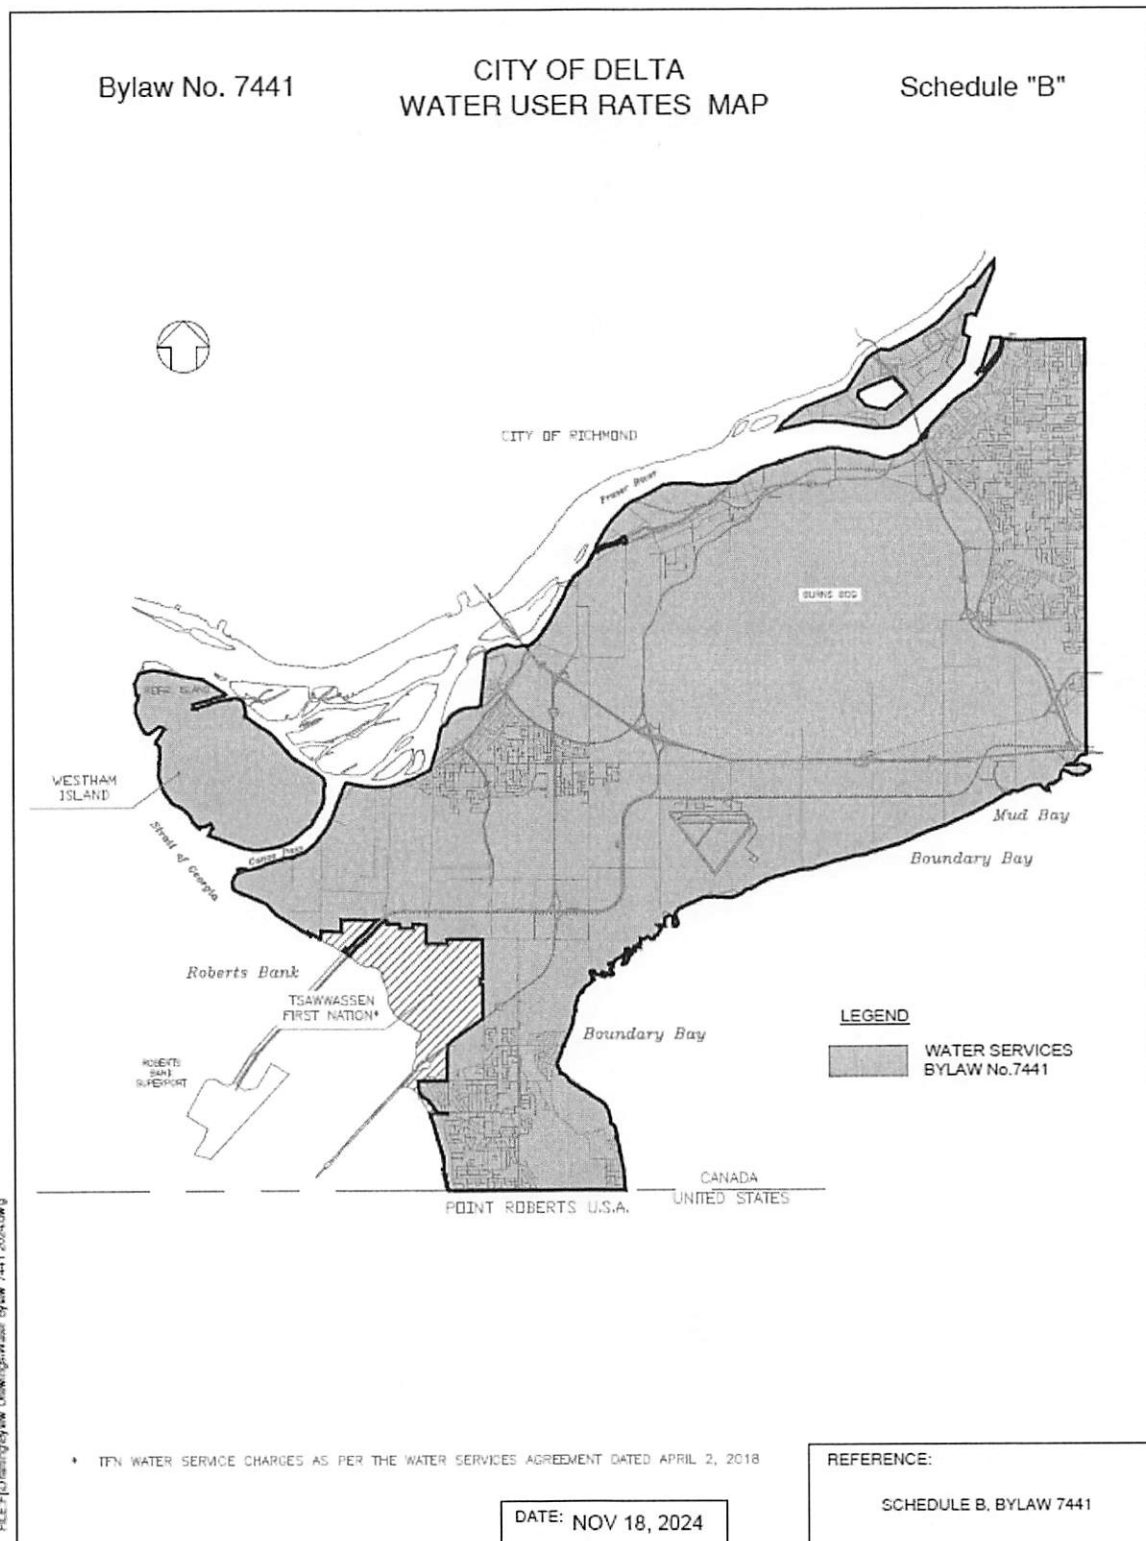 Bylaw No. 7441
CITY OF DELTA
WATER USER RATES MAP
Schedule "B"
CITY OF RICHMOND
Fraser River
BURNS BOG
REIFEL ISLAND
WESTHAM
ISLAND
Strait of Georgia
Canoe Pass
Mud Bay
Boundary Bay
Roberts Bank
TSAWWASSEN
FIRST NATION*
Boundary Bay
ROBERTS
BANK
SUPERPORT
LEGEND
WATER SERVICES
BYLAW No.7441
CANADA
UNITED STATES
POINT ROBERTS U.S.A.
* TFN WATER SERVICE CHARGES AS PER THE WATER SERVICES AGREEMENT DATED APRIL 2, 2018
REFERENCE:
SCHEDULE B, BYLAW 7441
DATE: NOV 18, 2024